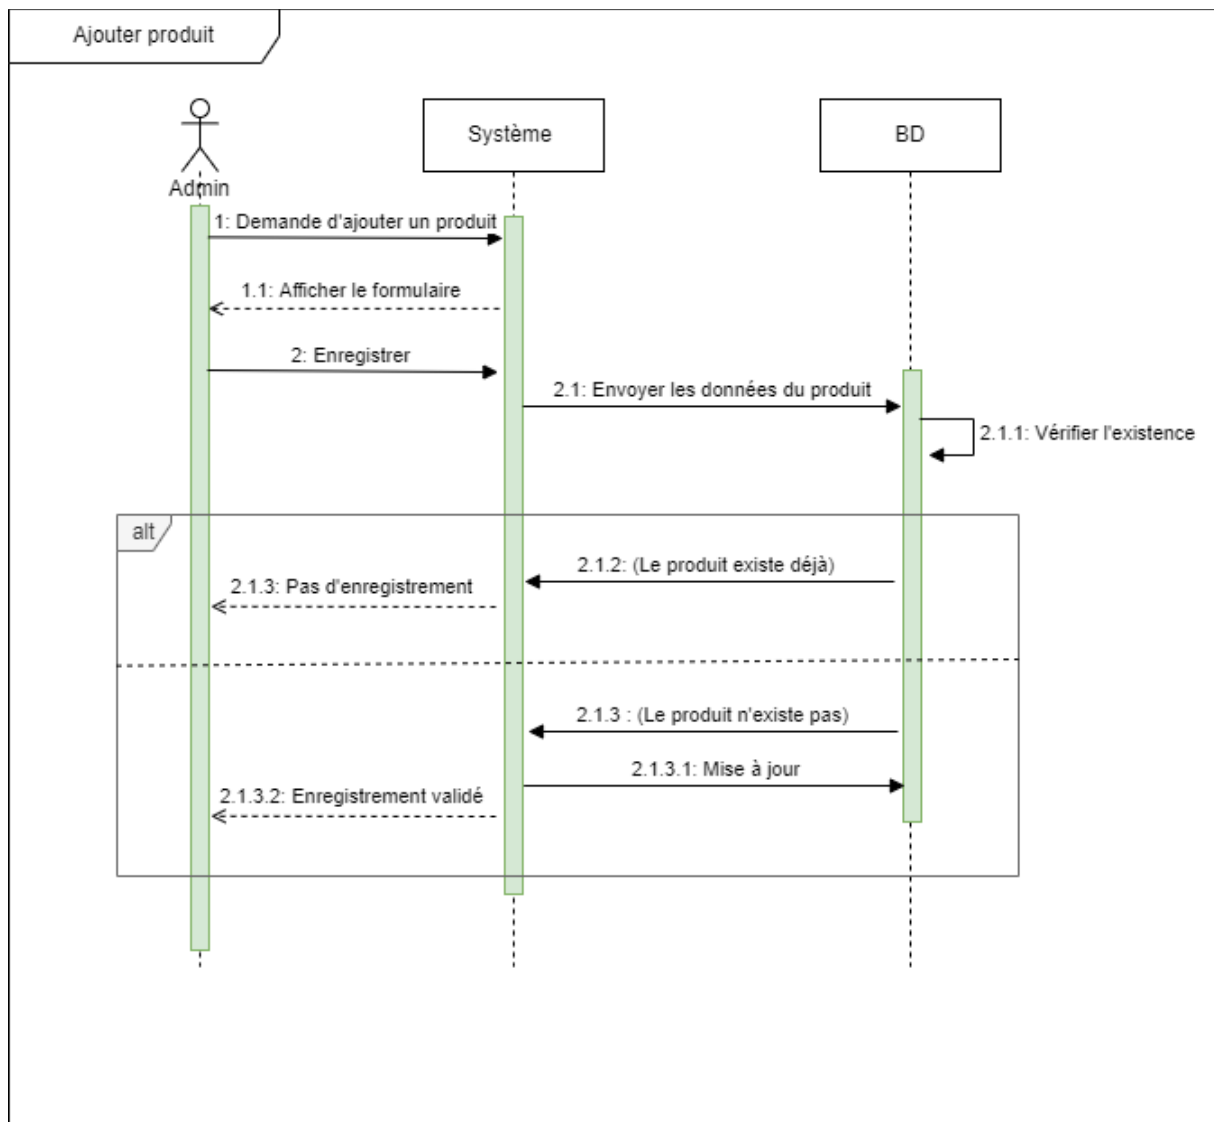 Ajouter produit
Système
BD
Admin
1: Demande d'ajouter un produit
1.1: Afficher le formulaire
2: Enregistrer
2.1: Envoyer les données du produit
2.1.1: Vérifier l'existence
alt
2.1.2: (Le produit existe déjà)
2.1.3: Pas d'enregistrement
2.1.3 : (Le produit n'existe pas)
2.1.3.1: Mise à jour
2.1.3.2: Enregistrement validé